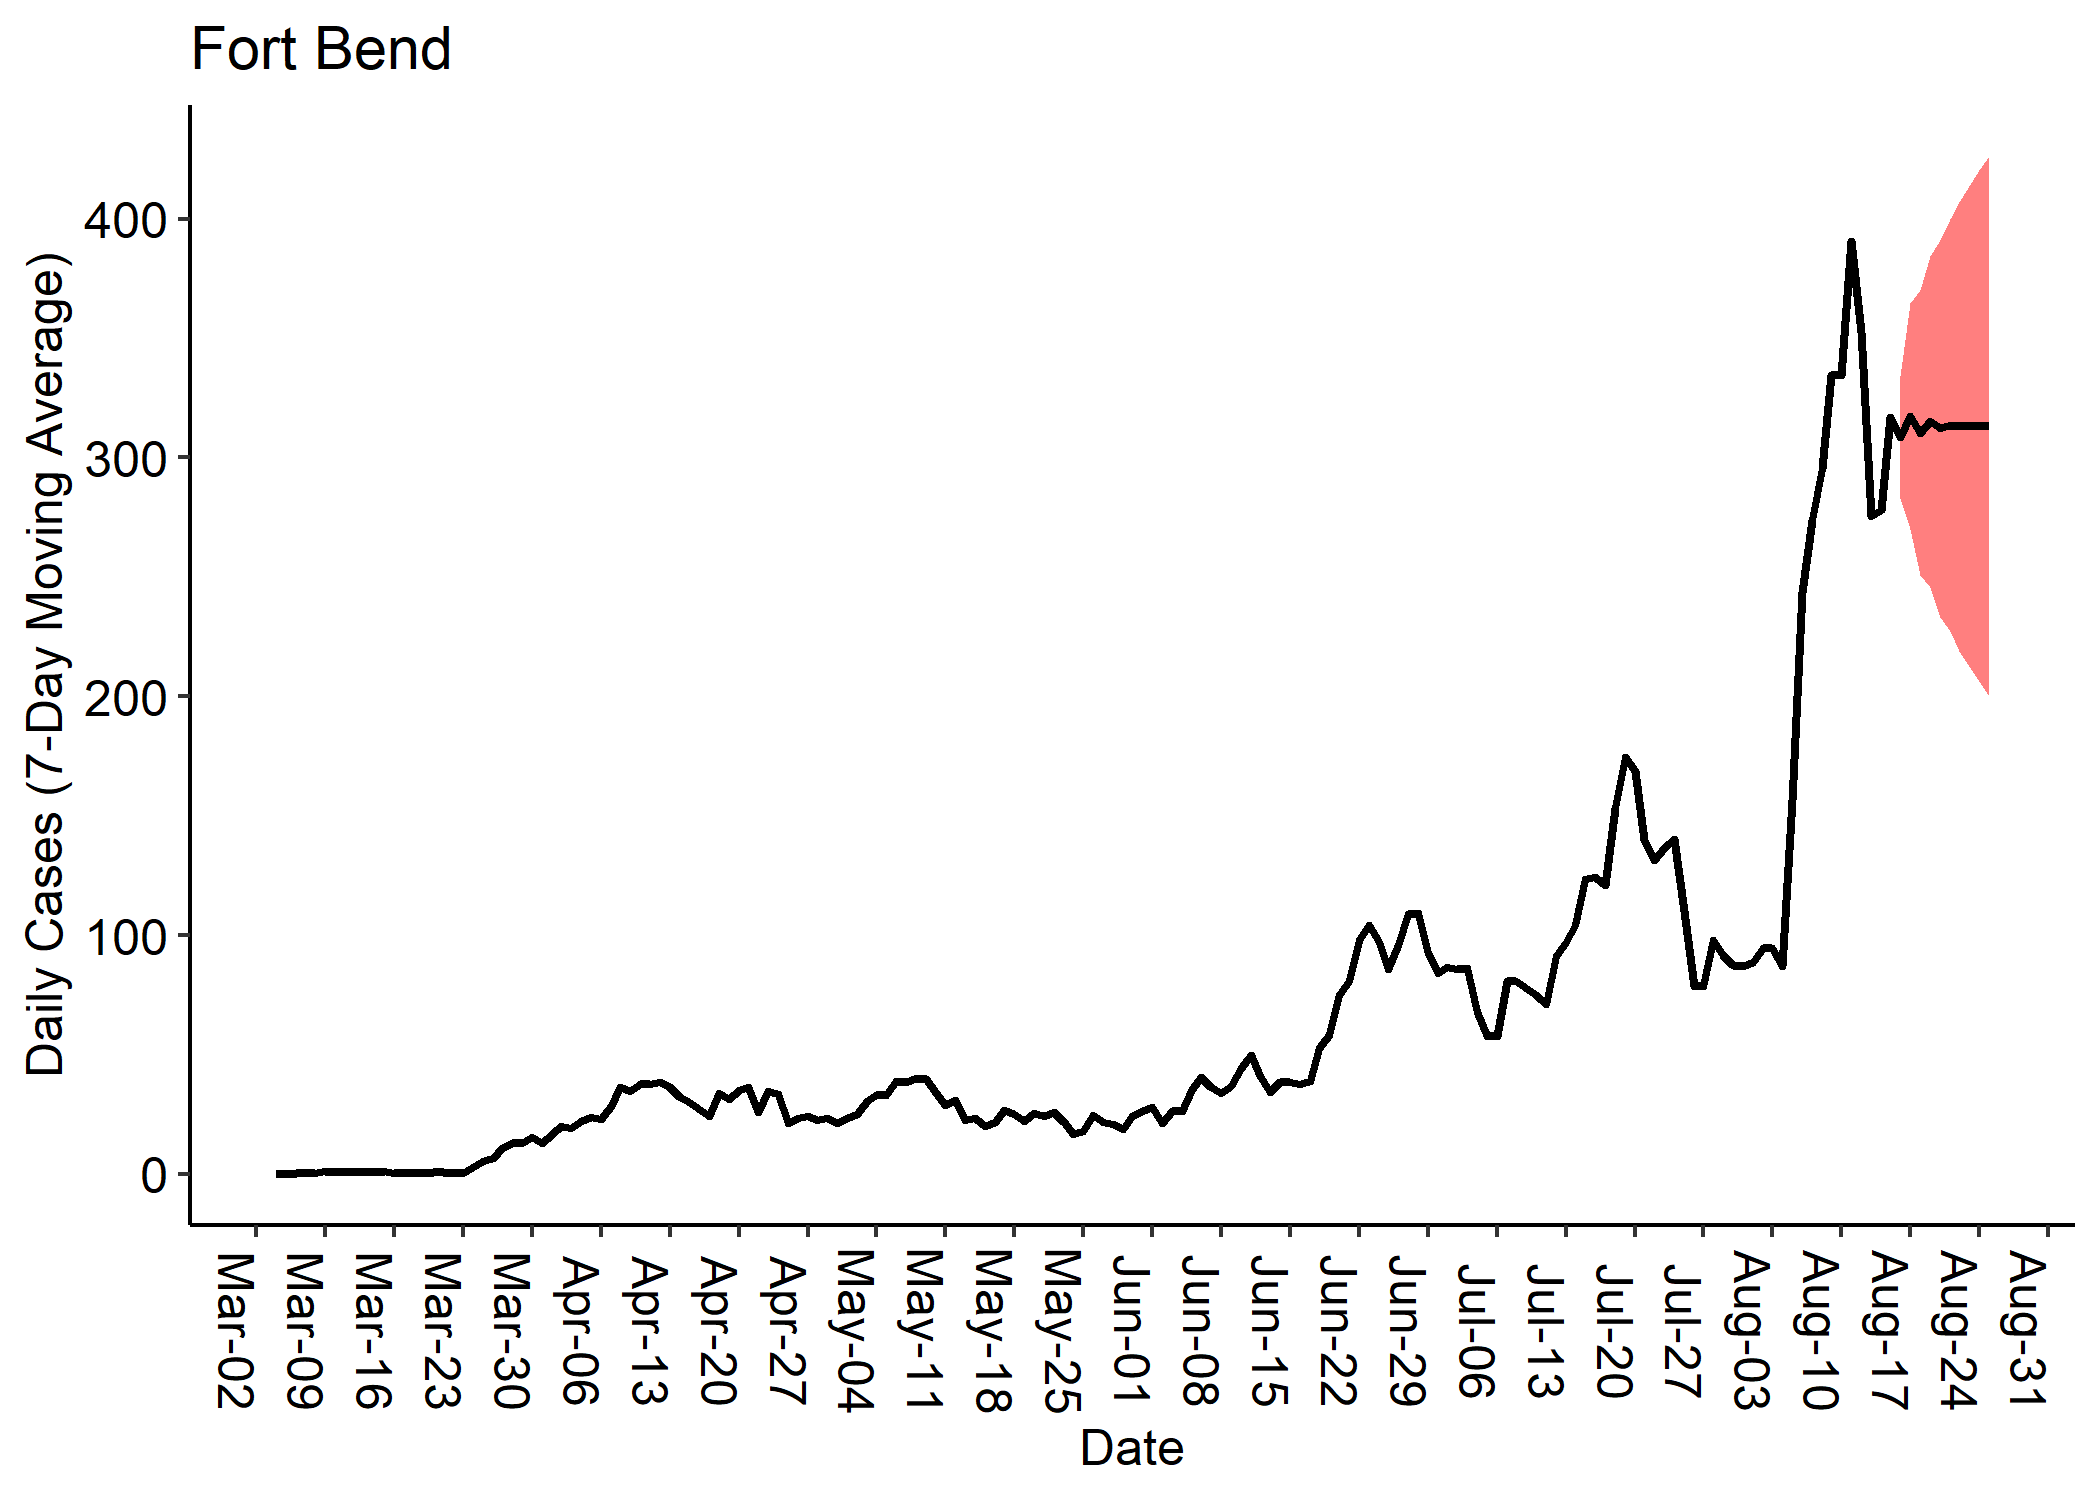 Fort Bend
Daily Cases (7-Day Moving Average)
400
300
200
100
0
Mar-02
Mar-09
Mar-16
Mar-23
Mar-30
Apr-06
Apr-13
Apr-20
Apr-27
May-04
May-11
May-18
May-25
Jun-01
Jun-08
Jun-15
Jun-22
Jun-29
Jul-06
Jul-13
Jul-20
Jul-27
Aug-03
Aug-10
Aug-17
Aug-24
Aug-31
Date